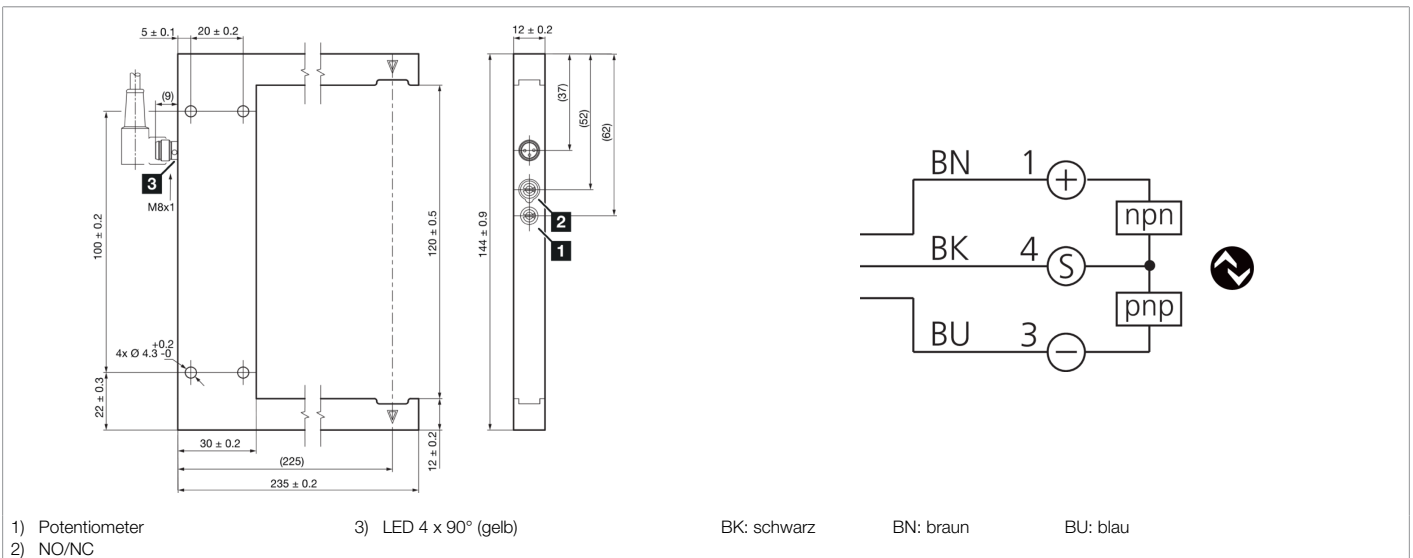 5 ± 0.1
20 ± 0.2
12 ± 0.2
(9)
(37)
(52)
(62)
3
M8x1
2
1
100 ± 0.2
120 ± 0.5
144 ± 0.9
+0.2
4x Ø 4.3 -0
22 ± 0.3
30 ± 0.2
12 ± 0.2
(225)
235 ± 0.2
BN 1 +
npn
BK 4 S
pnp
BU 3 −
1) Potentiometer 3) LED 4 x 90° (gelb) BK: schwarz BN: braun BU: blau
2) NO/NC